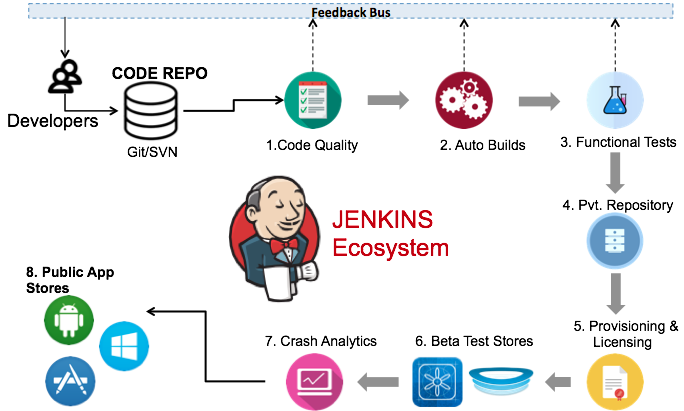 Feedback Bus
CODE REPO
Developers
Git/SVN
1.Code Quality
2. Auto Builds
3. Functional Tests
4. Pvt. Repository
JENKINS
Ecosystem
8. Public App
Stores
5. Provisioning &
Licensing
7. Crash Analytics
6. Beta Test Stores